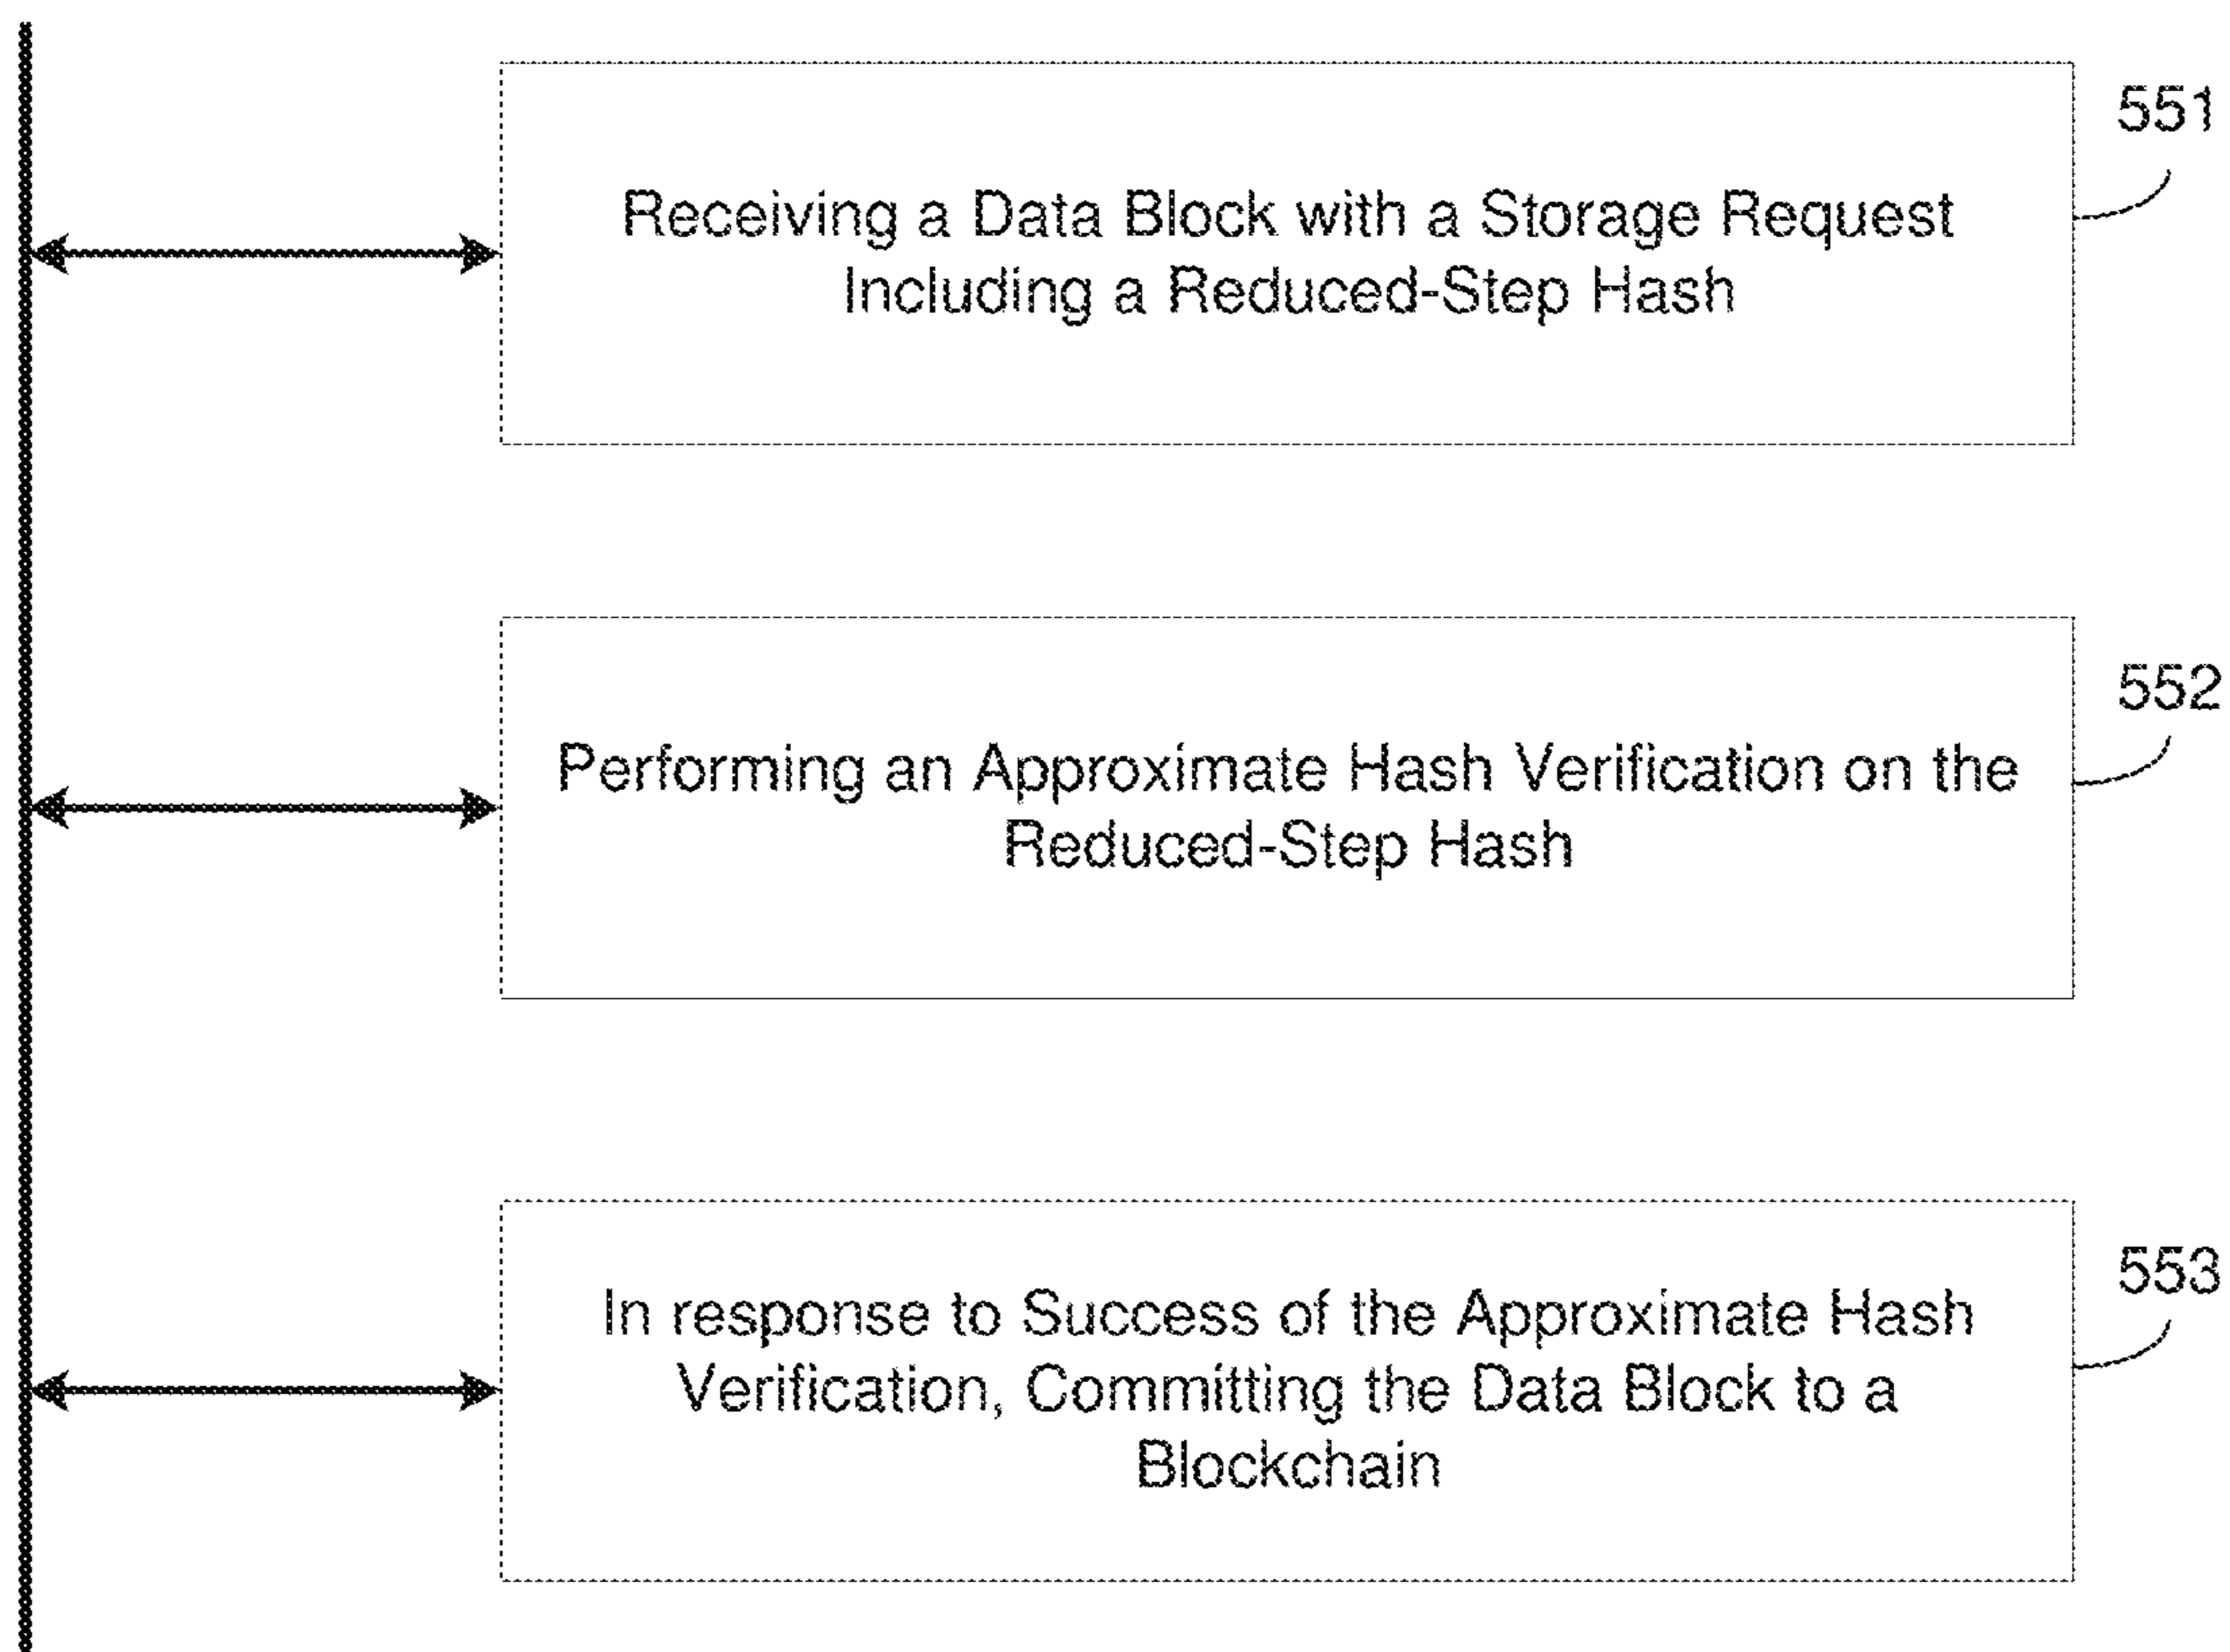 551
Receiving a Data Block with a Storage Request
Including a Reduced-Step Hash
552
Performing an Approximate Hash Verification on the
Reduced-Step Hash
553
In response to Success of the Approximate Hash
Verification, Committing the Data Block to a
Blockchain